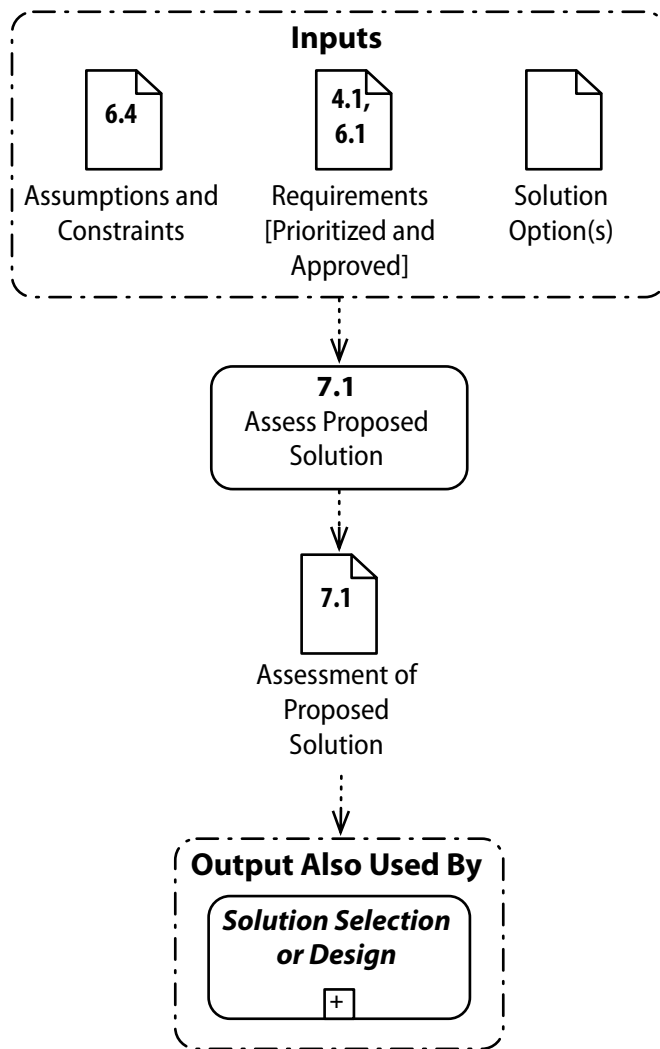 Inputs
6.4
4.1,
6.1
Assumptions and
Constraints
Requirements
[Prioritized and
Approved]
Solution
Option(s)
7.1
Assess Proposed
Solution
7.1
Assessment of
Proposed
Solution
Output Also Used By
Solution Selection
or Design
+